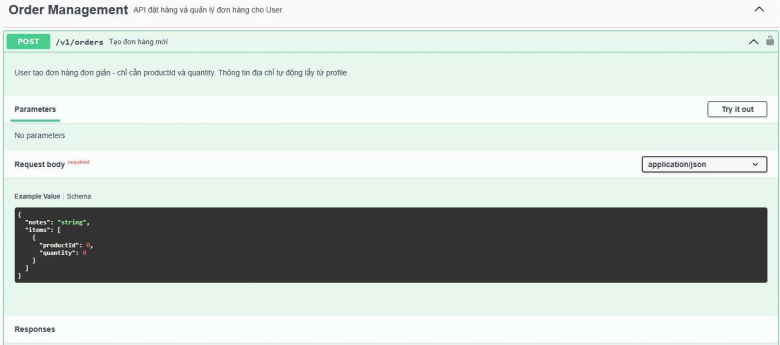 Order Management API đặt hàng và quản lý đơn hàng cho User
POST /v1/orders Tạo đơn hàng mới
User tạo đơn hàng đơn giản - chỉ cần productId và quantity. Thông tin địa chỉ tự động lấy từ profile
Parameters Try it out
No parameters
Request body required application/json
Example Value | Schema
{
"notes": "string",
"items": [
{
"productId": 0,
"quantity": 0
}
]
}
Responses